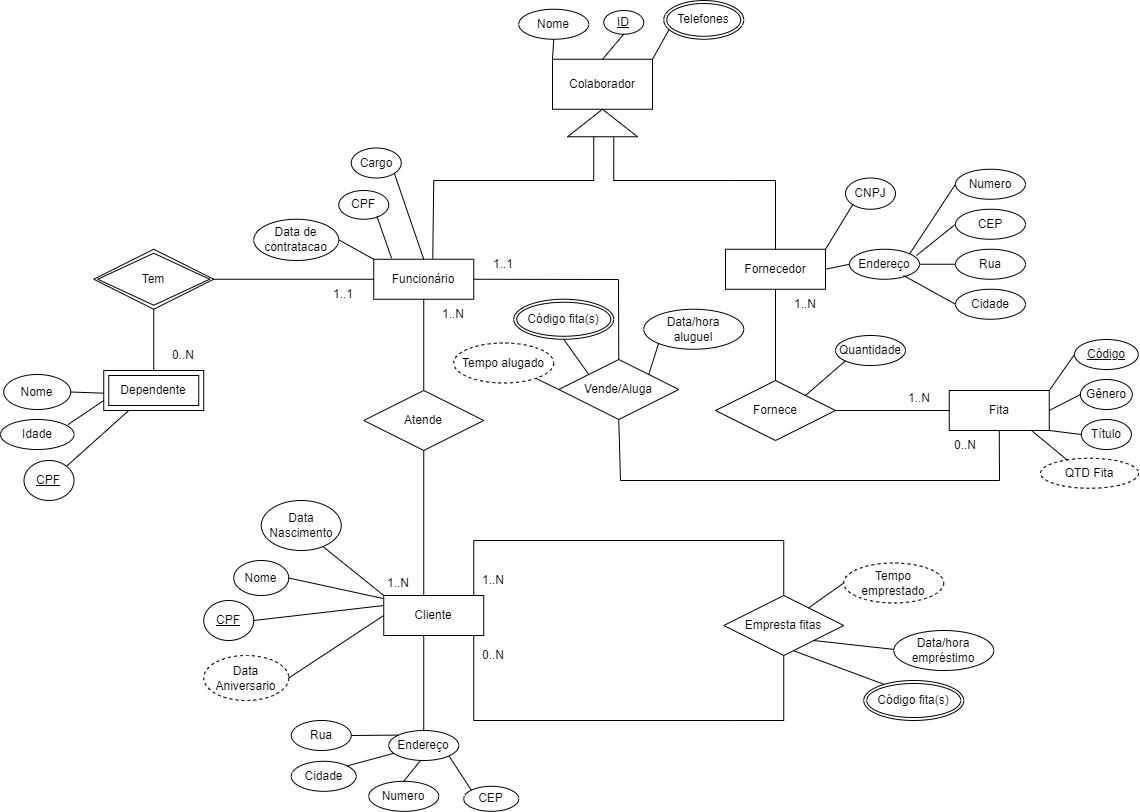 Nome
ID
Telefones
Colaborador
Cargo
CPF
Data de
contratacao
CNPJ
Numero
CEP
Rua
Cidade
Endereço
Fornecedor
Tem
Funcionário
1..1
1..1
1..N
1..N
0..N
Código fita(s)
Data/hora
aluguel
Tempo alugado
Vende/Aluga
Quantidade
Fornece
1..N
Fita
0..N
Código
Gênero
Título
QTD Fita
Dependente
Nome
Idade
CPF
Atende
Data
Nascimento
Nome
CPF
Data
Aniversario
1..N
Cliente
1..N
0..N
Empresta fitas
Tempo
emprestado
Data/hora
empréstimo
Código fita(s)
Endereço
Rua
Cidade
Numero
CEP